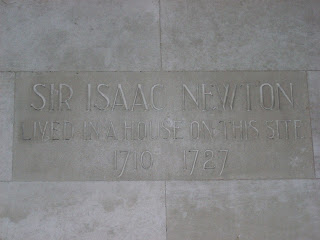 SIR ISAAC NEWTON
LIVED IN A HOUSE ON THIS SITE
1710 1727